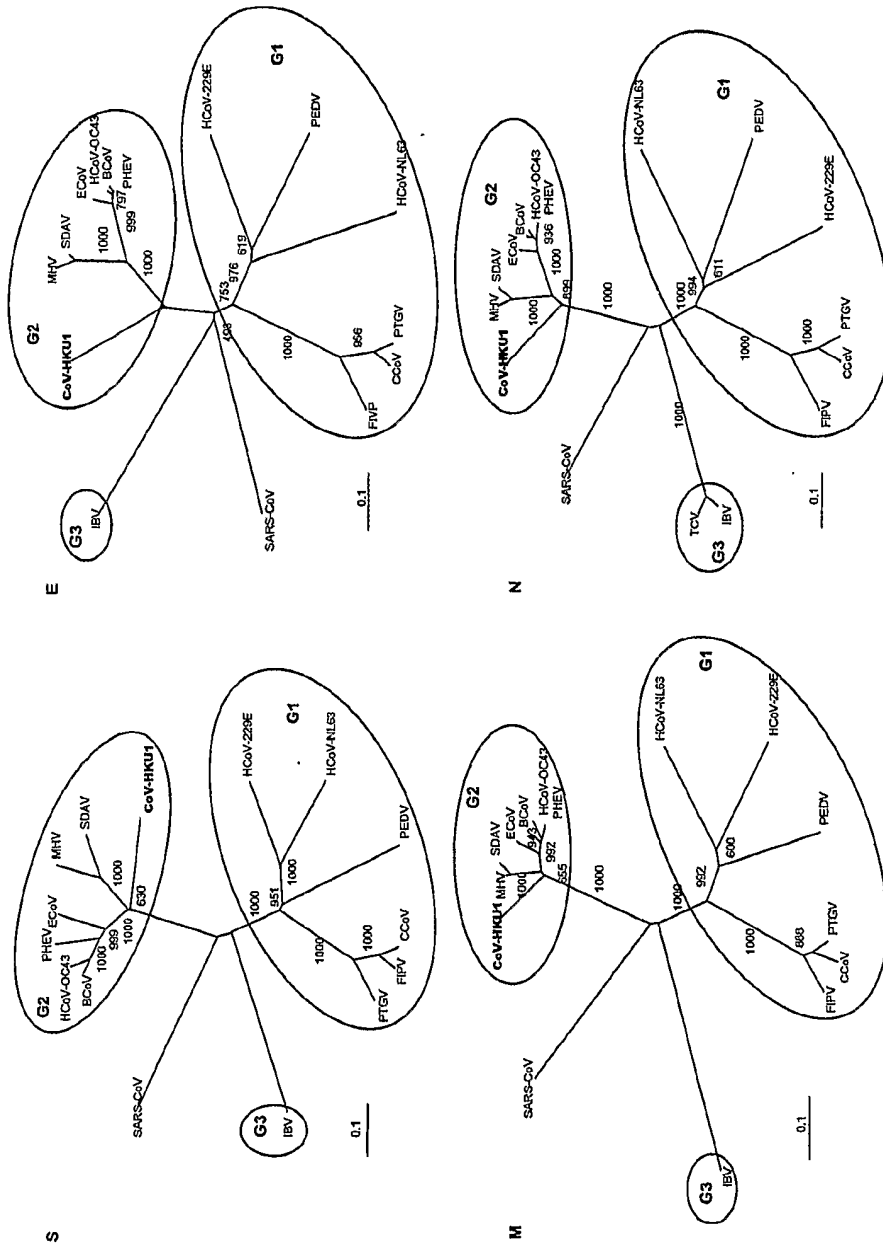 E
G2
MHV
SDAV
ECoV
HCoV-OC43
BCoV
PHEV
797
999
1000
1000
CoV-HKU1
G3
IBV
SARS-CoV
753
976
619
G1
HCoV-229E
PEDV
HCoV-NL63
1000
956
FIVP
CCoV
PTGV
0.1
N
G2
MHV
SDAV
ECoV
BCoV
HCoV-OC43
PHEV
936
1000
1000
899
CoV-HKU1
1000
SARS-CoV
G3
TCV
IBV
1000
1000
994
611
G1
HCoV-NL63
PEDV
HCoV-229E
1000
1000
FIPV
CCoV
PTGV
0.1
S
G2
HCoV-OC43
BCoV
PHEV
ECoV
MHV
SDAV
1000
999
1000
1000
630
CoV-HKU1
SARS-CoV
G3
IBV
1000
951
1000
G1
HCoV-229E
HCoV-NL63
PEDV
1000
1000
PTGV
FIPV
CCoV
0.1
M
G2
CoV-HKU1
MHV
SDAV
ECoV
BCoV
HCoV-OC43
PHEV
1000
943
992
655
1000
SARS-CoV
G3
IBV
1000
992
600
G1
HCoV-NL63
HCoV-229E
PEDV
1000
888
FIPV
CCoV
PTGV
0.1